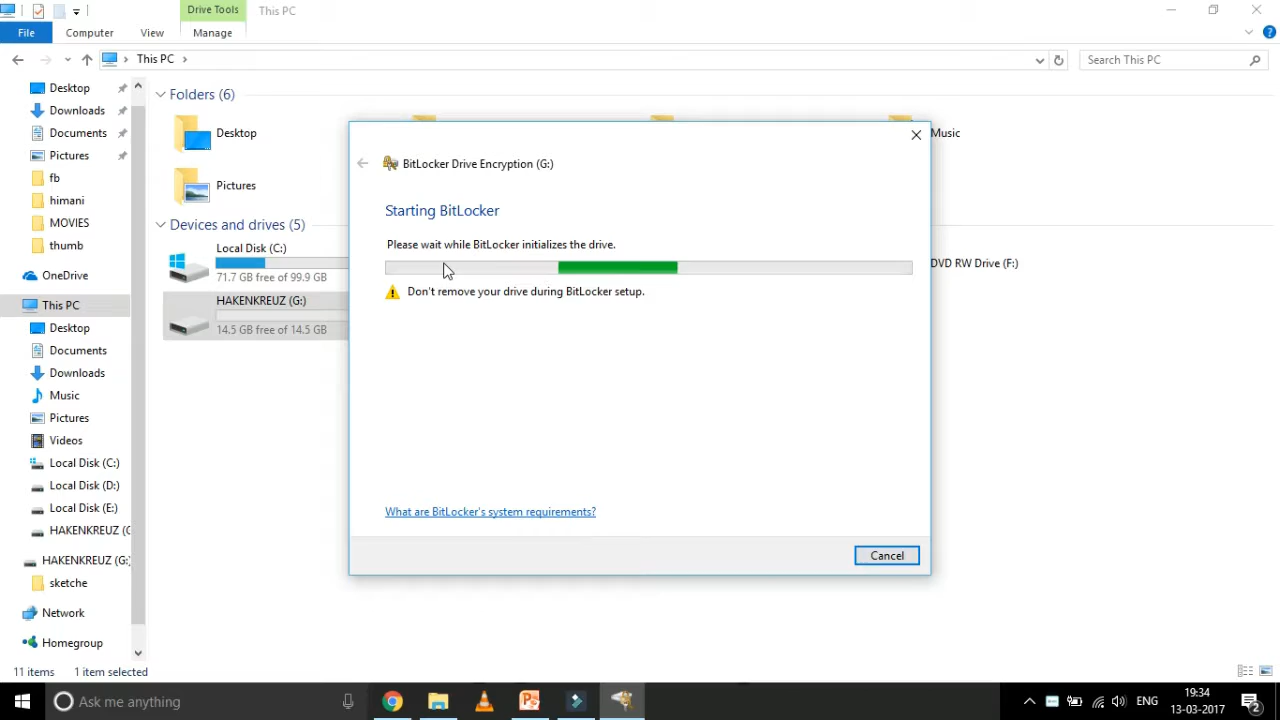 Drive Tools
This PC
File
Computer
View
Manage
This PC
Search This PC
Desktop
Downloads
Documents
Pictures
fb
himani
MOVIES
thumb
OneDrive
This PC
Desktop
Documents
Downloads
Music
Pictures
Videos
Local Disk (C:)
Local Disk (D:)
Local Disk (E:)
HAKENKREUZ (G
HAKENKREUZ (G:)
sketche
Network
Homegroup
Folders (6)
Desktop
Music
Pictures
Devices and drives (5)
Local Disk (C:)
71.7 GB free of 99.9 GB
HAKENKREUZ (G:)
14.5 GB free of 14.5 GB
DVD RW Drive (F:)
BitLocker Drive Encryption (G:)
Starting BitLocker
Please wait while BitLocker initializes the drive.
Don't remove your drive during BitLocker setup.
What are BitLocker's system requirements?
Cancel
11 items
1 item selected
Ask me anything
ENG
19:34
13-03-2017
2